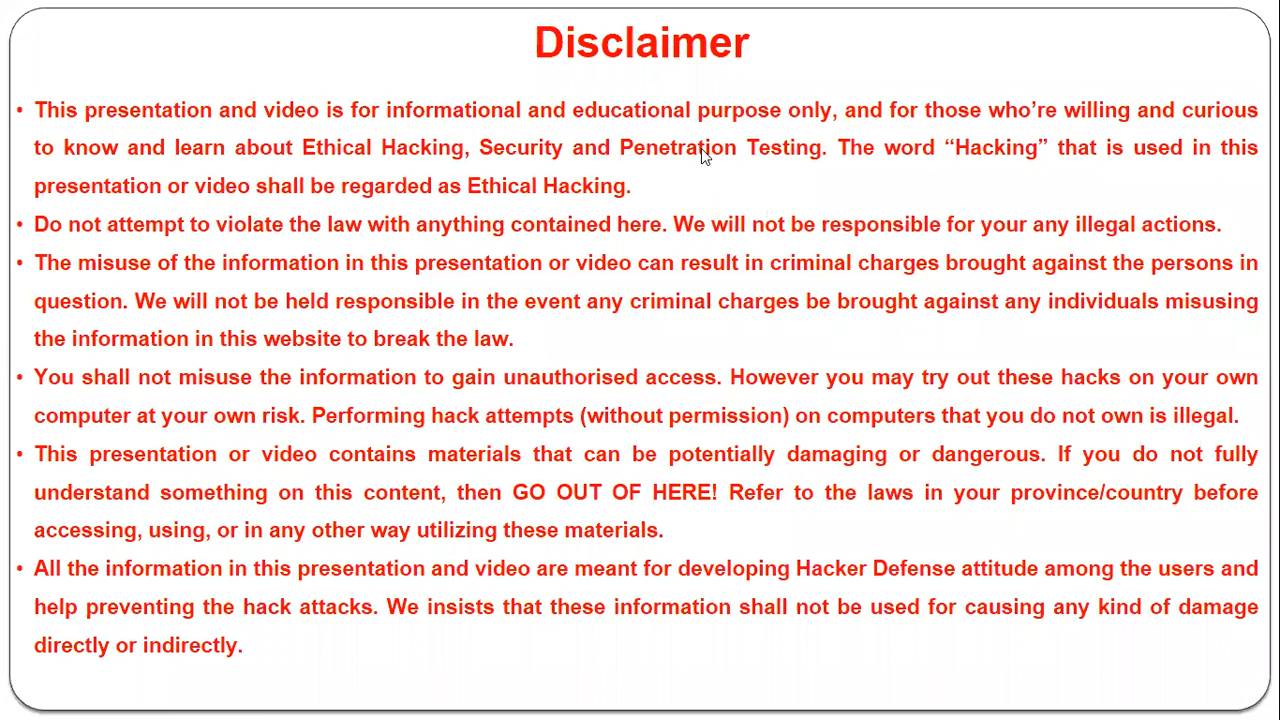 Disclaimer
• This presentation and video is for informational and educational purpose only, and for those who’re willing and curious
to know and learn about Ethical Hacking, Security and Penetration Testing. The word “Hacking” that is used in this
presentation or video shall be regarded as Ethical Hacking.
• Do not attempt to violate the law with anything contained here. We will not be responsible for your any illegal actions.
• The misuse of the information in this presentation or video can result in criminal charges brought against the persons in
question. We will not be held responsible in the event any criminal charges be brought against any individuals misusing
the information in this website to break the law.
• You shall not misuse the information to gain unauthorised access. However you may try out these hacks on your own
computer at your own risk. Performing hack attempts (without permission) on computers that you do not own is illegal.
• This presentation or video contains materials that can be potentially damaging or dangerous. If you do not fully
understand something on this content, then GO OUT OF HERE! Refer to the laws in your province/country before
accessing, using, or in any other way utilizing these materials.
• All the information in this presentation and video are meant for developing Hacker Defense attitude among the users and
help preventing the hack attacks. We insists that these information shall not be used for causing any kind of damage
directly or indirectly.